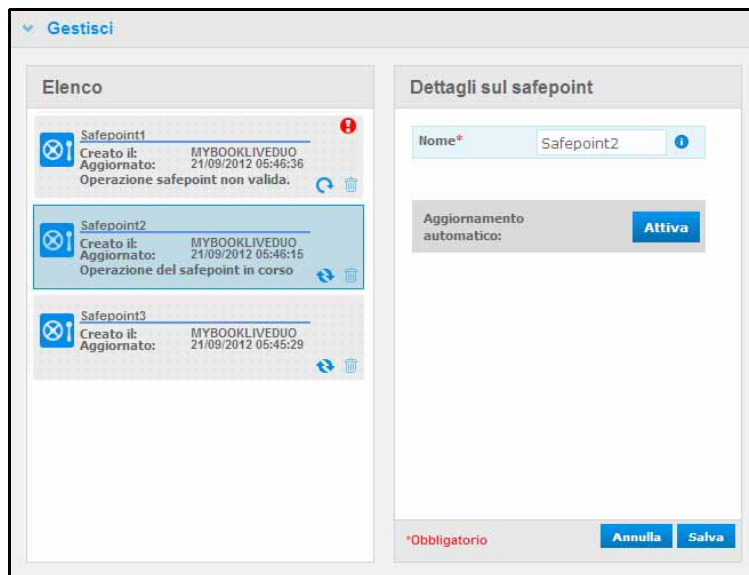 Gestisci
Elenco
Safepoint1
Creato il: MYBOOKLIVEDUO
Aggiornato: 21/09/2012 05:46:36
Operazione safepoint non valida.
Safepoint2
Creato il: MYBOOKLIVEDUO
Aggiornato: 21/09/2012 05:46:15
Operazione del safepoint in corso
Safepoint3
Creato il: MYBOOKLIVEDUO
Aggiornato: 21/09/2012 05:45:29
Dettagli sul safepoint
Nome* Safepoint2
Aggiornamento
automatico:
Attiva
*Obbligatorio Annulla Salva